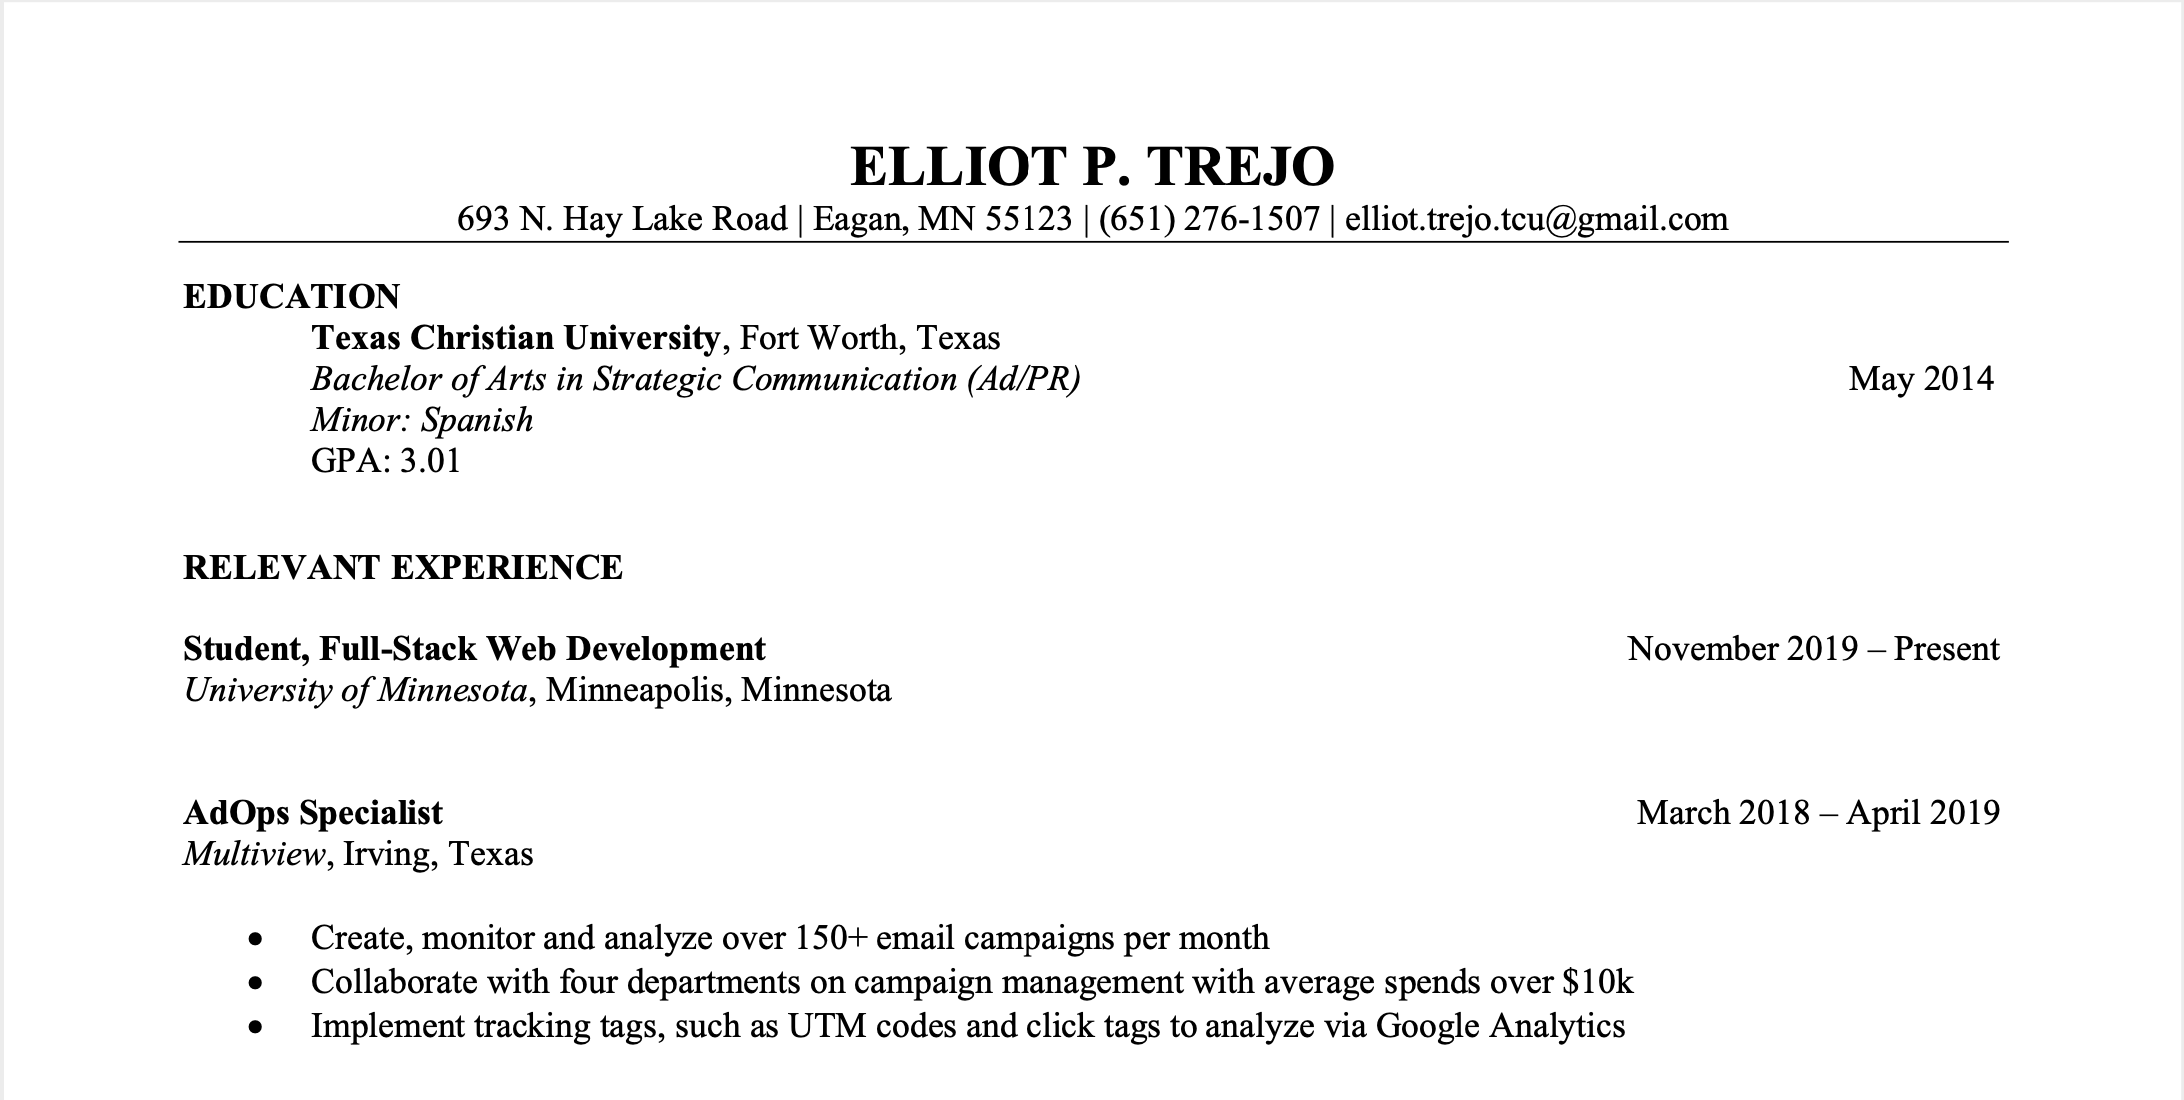 ELLIOT P. TREJO
693 N. Hay Lake Road | Eagan, MN 55123 | (651) 276-1507 | elliot.trejo.tcu@gmail.com
EDUCATION
Texas Christian University, Fort Worth, Texas
Bachelor of Arts in Strategic Communication (Ad/PR) May 2014
Minor: Spanish
GPA: 3.01
RELEVANT EXPERIENCE
Student, Full-Stack Web Development November 2019 – Present
University of Minnesota, Minneapolis, Minnesota
AdOps Specialist March 2018 – April 2019
Multiview, Irving, Texas
• Create, monitor and analyze over 150+ email campaigns per month
• Collaborate with four departments on campaign management with average spends over $10k
• Implement tracking tags, such as UTM codes and click tags to analyze via Google Analytics